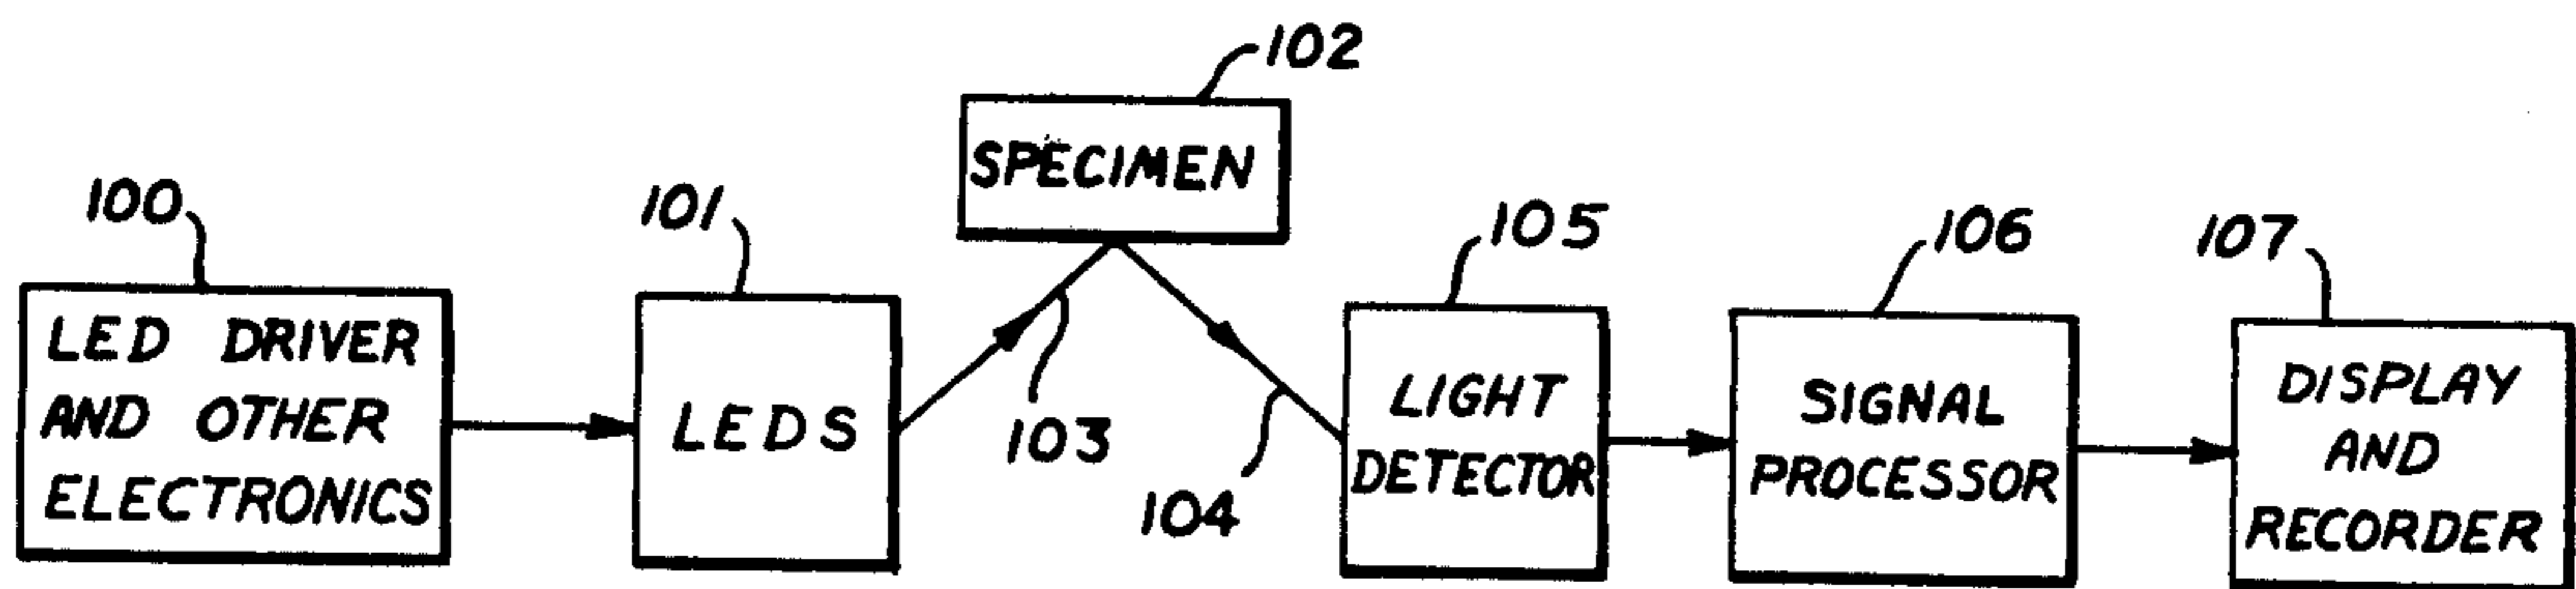 102
SPECIMEN
100
101
105
106
107
LED DRIVER
AND OTHER
ELECTRONICS
LEDS
103
104
LIGHT
DETECTOR
SIGNAL
PROCESSOR
DISPLAY
AND
RECORDER